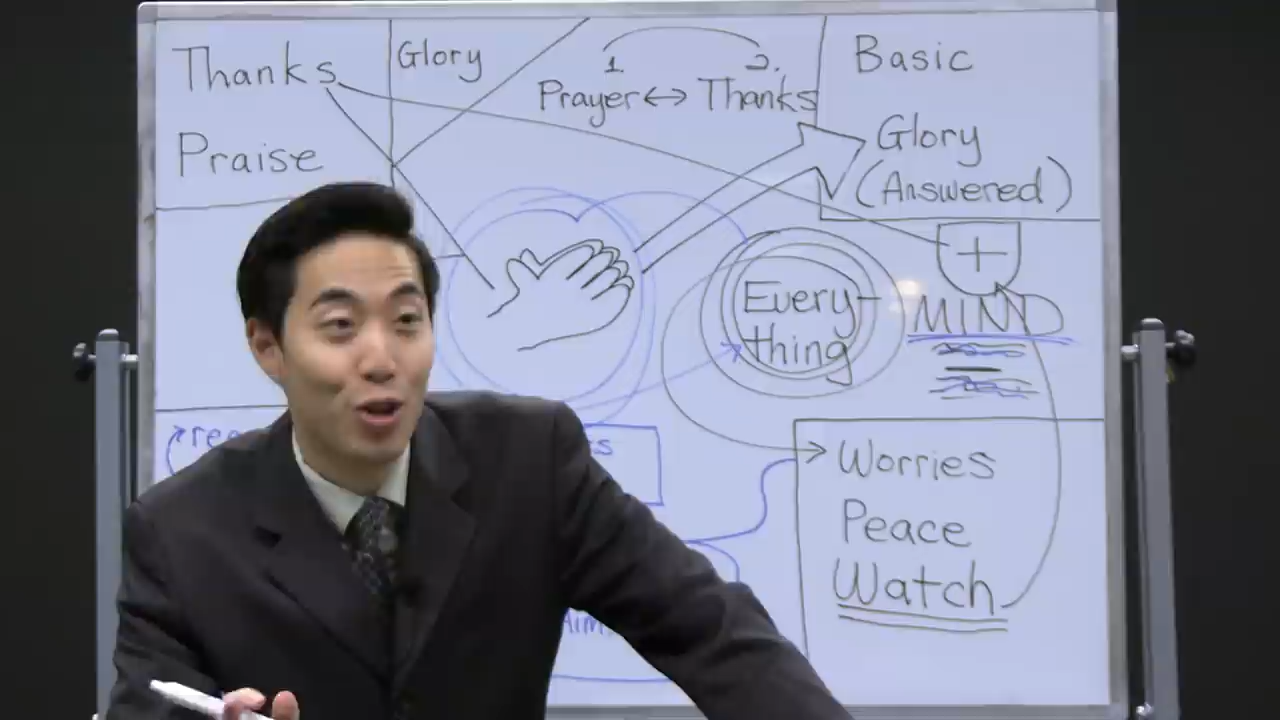 Thanks
Praise
Glory
1. 2.
Prayer ↔ Thanks
Basic
Glory
(Answered)
Every-
thing
MIND
Worries
Peace
Watch